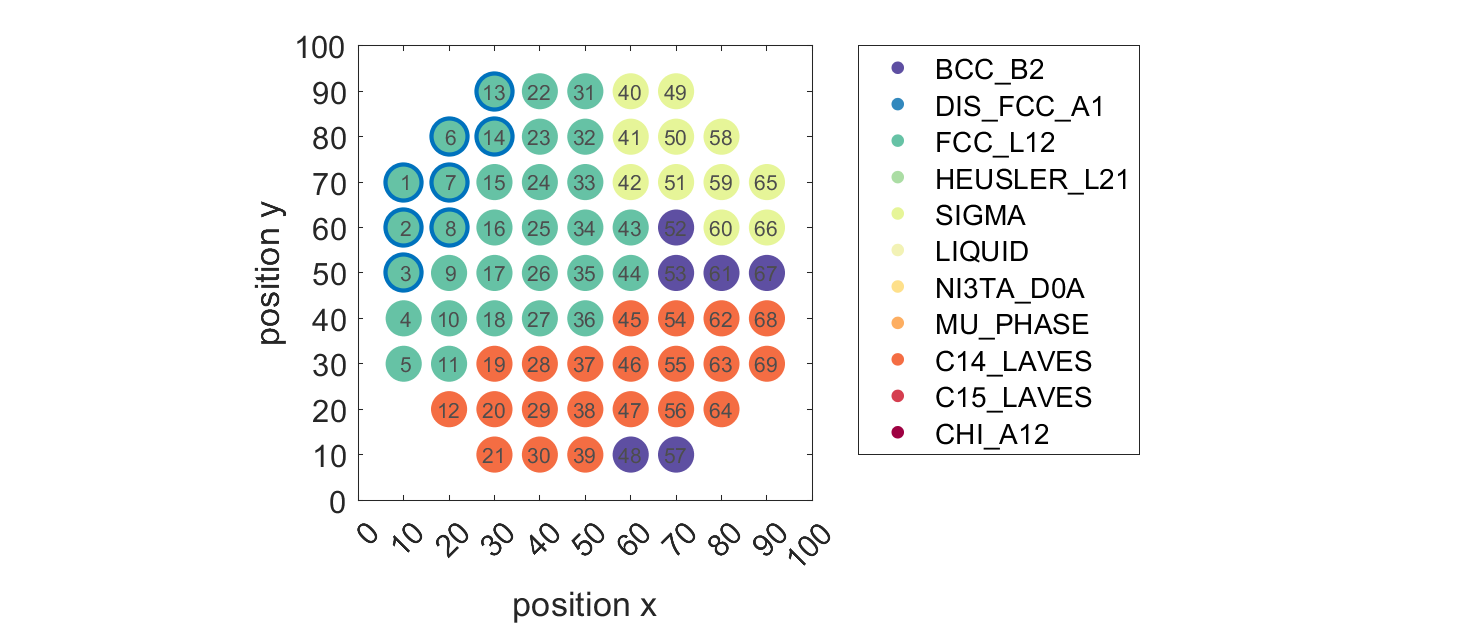 100
90
80
70
60
50
40
30
20
10
0
13 22 31 40 49
6 14 23 32 41 50 58
1 7 15 24 33 42 51 59 65
2 8 16 25 34 43 52 60 66
3 9 17 26 35 44 53 61 67
4 10 18 27 36 45 54 62 68
5 11 19 28 37 46 55 63 69
12 20 29 38 47 56 64
21 30 39 48 57
0 10 20 30 40 50 60 70 80 90 100
position x
position y
BCC_B2
DIS_FCC_A1
FCC_L12
HEUSLER_L21
SIGMA
LIQUID
NI3TA_D0A
MU_PHASE
C14_LAVES
C15_LAVES
CHI_A12